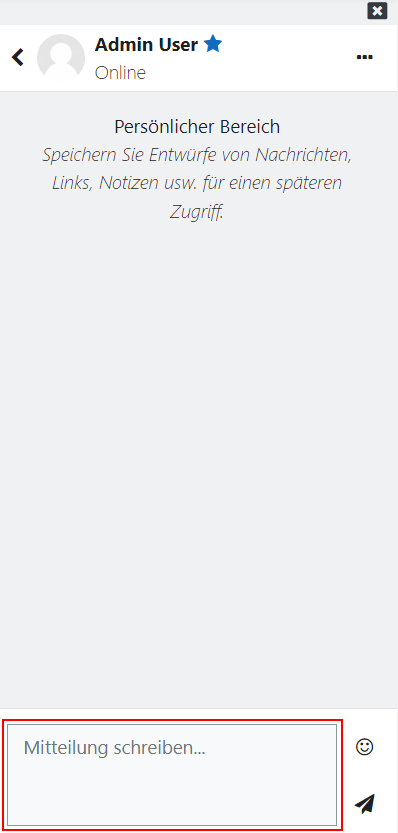 Admin User
Online
Persönlicher Bereich
Speichern Sie Entwürfe von Nachrichten,
Links, Notizen usw. für einen späteren
Zugriff.
Mitteilung schreiben...